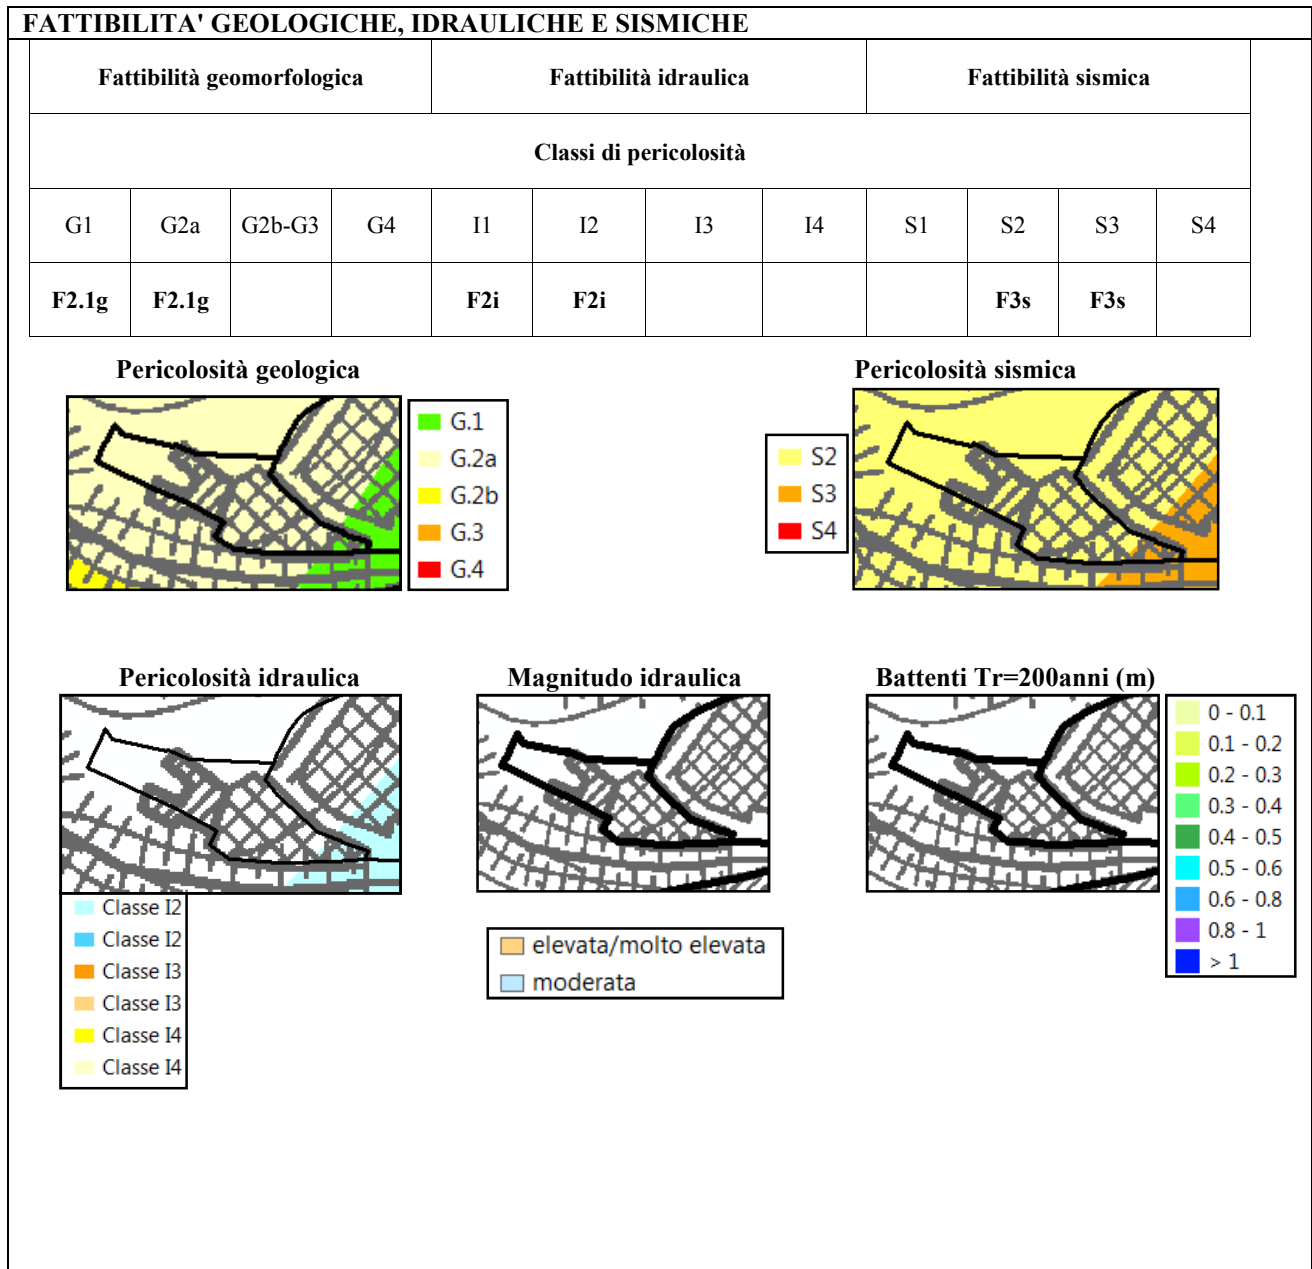 FATTIBILITA' GEOLOGICHE, IDRAULICHE E SISMICHE
Fattibilità geomorfologica Fattibilità idraulica Fattibilità sismica
Classi di pericolosità
G1 G2a G2b-G3 G4 I1 I2 I3 I4 S1 S2 S3 S4
F2.1g F2.1g F2i F2i F3s F3s
Pericolosità geologica
G.1
G.2a
G.2b
G.3
G.4
Pericolosità sismica
S2
S3
S4
Pericolosità idraulica
Classe I2
Classe I2
Classe I3
Classe I3
Classe I4
Classe I4
Magnitudo idraulica
elevata/molto elevata
moderata
Battenti Tr=200anni (m)
0 - 0.1
0.1 - 0.2
0.2 - 0.3
0.3 - 0.4
0.4 - 0.5
0.5 - 0.6
0.6 - 0.8
0.8 - 1
> 1